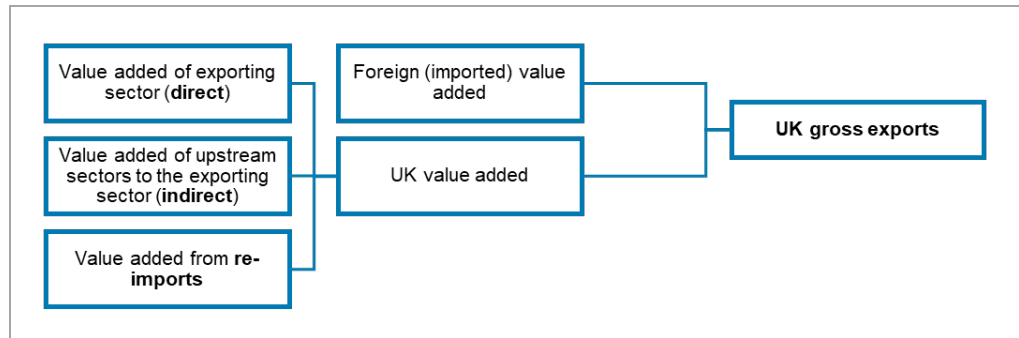 Value added of exporting
sector (direct)
Value added of upstream
sectors to the exporting
sector (indirect)
Value added from re-
imports
Foreign (imported) value
added
UK value added
UK gross exports